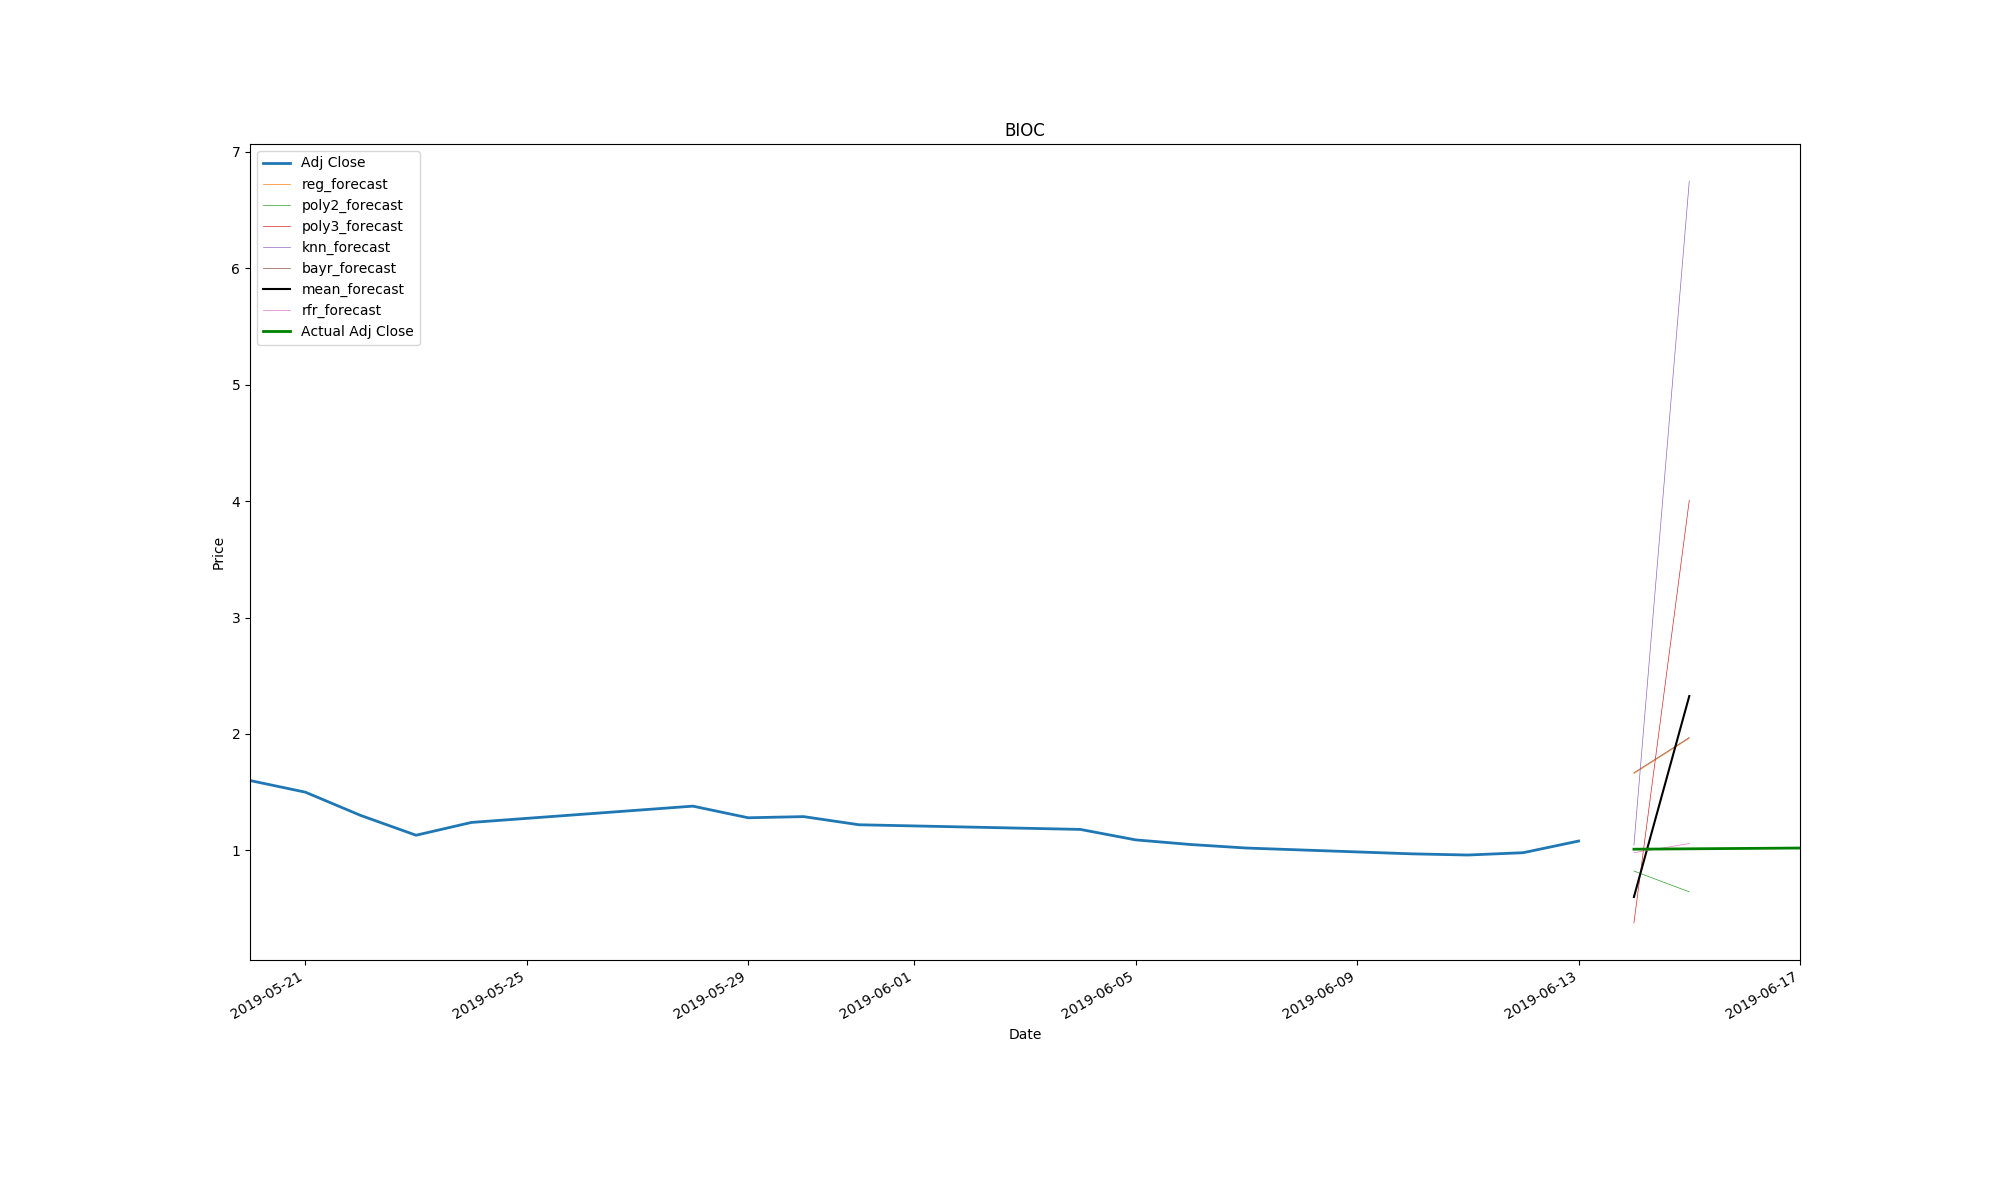 BIOC
7
Adj Close
reg_forecast
poly2_forecast
poly3_forecast
knn_forecast
bayr_forecast
mean_forecast
rfr_forecast
Actual Adj Close
6
5
4
3
2
1
Price
2019-05-21
2019-05-25
2019-05-29
2019-06-01
2019-06-05
2019-06-09
2019-06-13
2019-06-17
Date